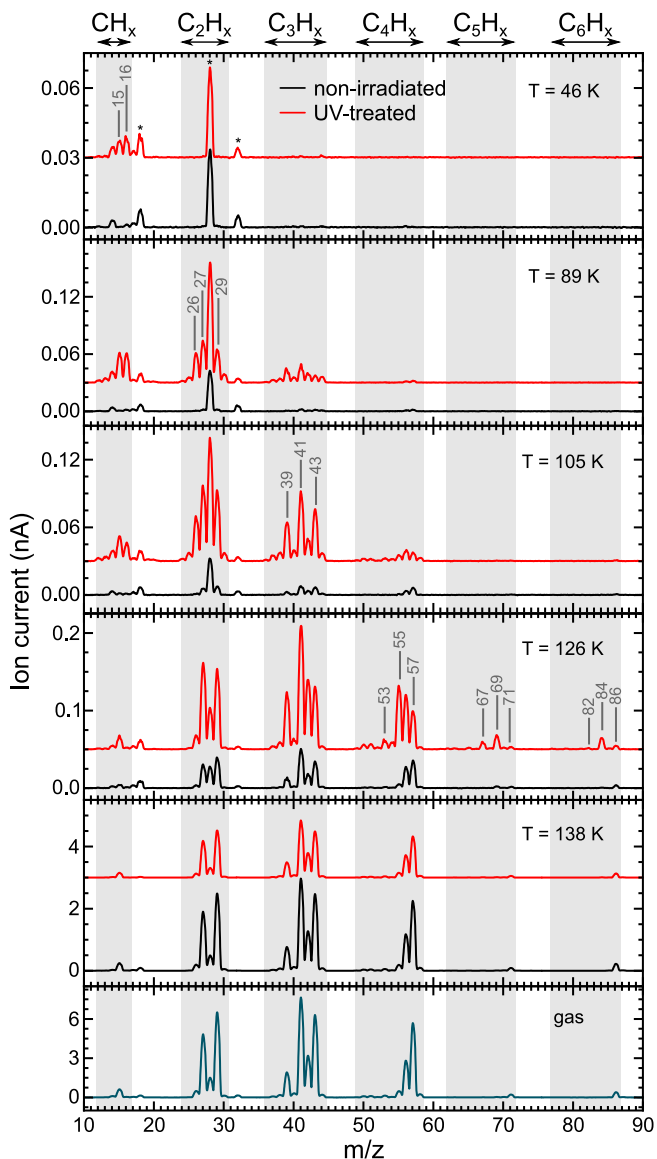 CHx C2Hx C3Hx C4Hx C5Hx C6Hx
non-irradiated
UV-treated
T = 46 K
15 16 * * *
0.06
0.03
0.00
T = 89 K
26 27 29
0.12
0.06
0.00
T = 105 K
39 41 43
0.12
0.06
0.00
T = 126 K
53 55 57 67 69 71 82 84 86
0.2
0.1
0.0
T = 138 K
4
2
0
gas
6
3
0
10 20 30 40 50 60 70 80 90
m/z
Ion current (nA)